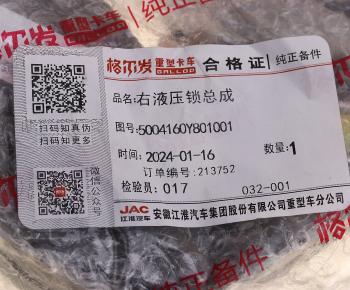 格尔发 重型卡车 GALLOP 合格证 纯正备件
品名: 右液压锁总成
图号: 5004160Y801001
时间: 2024-01-16 数量: 1
订单编号: 213752
检验员: 017 032-001
扫码知真伪
扫码知更多
微信公众号
JAC 江淮汽车 安徽江淮汽车集团股份有限公司重型车分公司
纯正备件